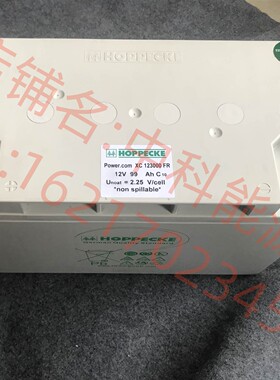 HOPPECKE
HOPPECKE
Power.com XC 123000 FR
12V 99 Ah C₁₀
Ufloat = 2.25 V/cell
"non spillable"
HOPPECKE
店铺名:中科能